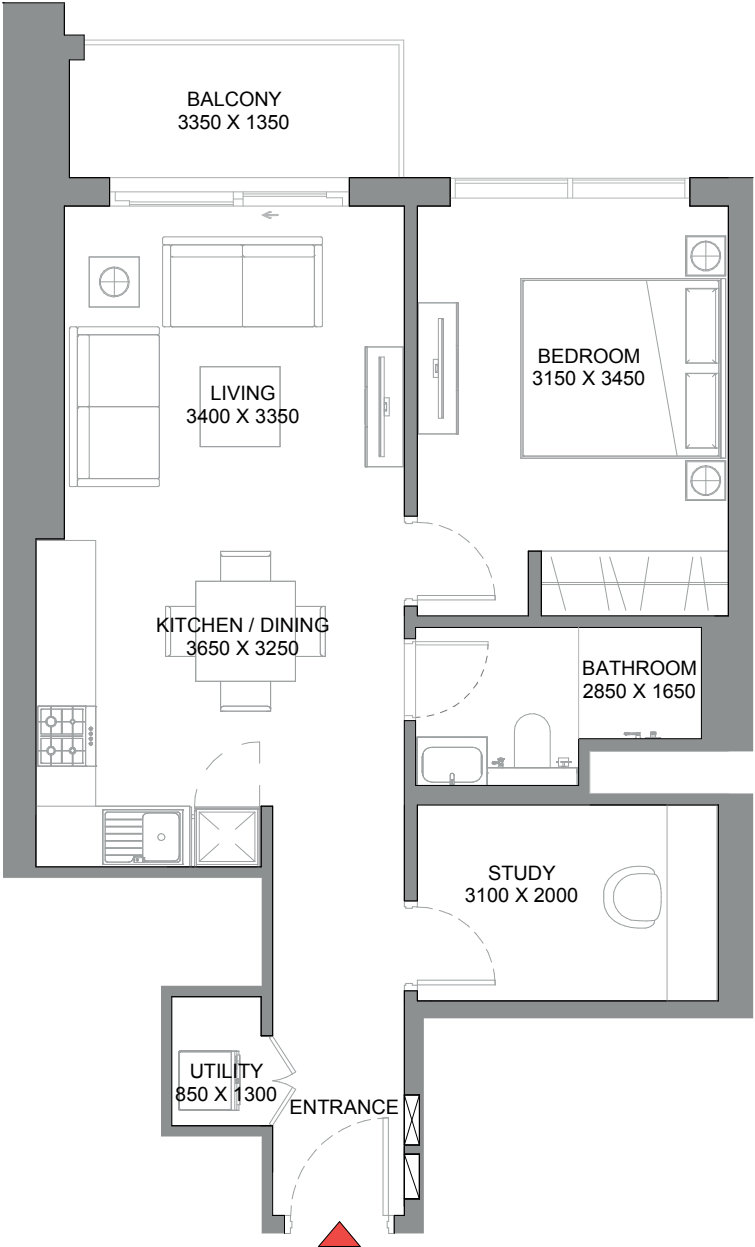 BALCONY
3350 X 1350
BEDROOM
3150 X 3450
LIVING
3400 X 3350
KITCHEN / DINING
3650 X 3250
BATHROOM
2850 X 1650
STUDY
3100 X 2000
UTILITY
850 X 1300
ENTRANCE